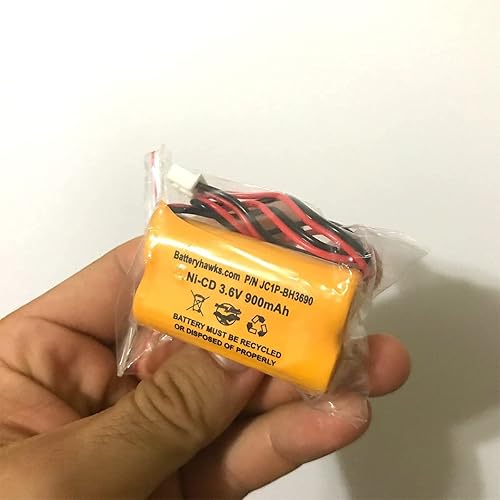 Batteryhawks.com P/N JC1P-BH3690
Ni-CD 3.6V 900mAh
BATTERY MUST BE RECYCLED
OR DISPOSED OF PROPERLY